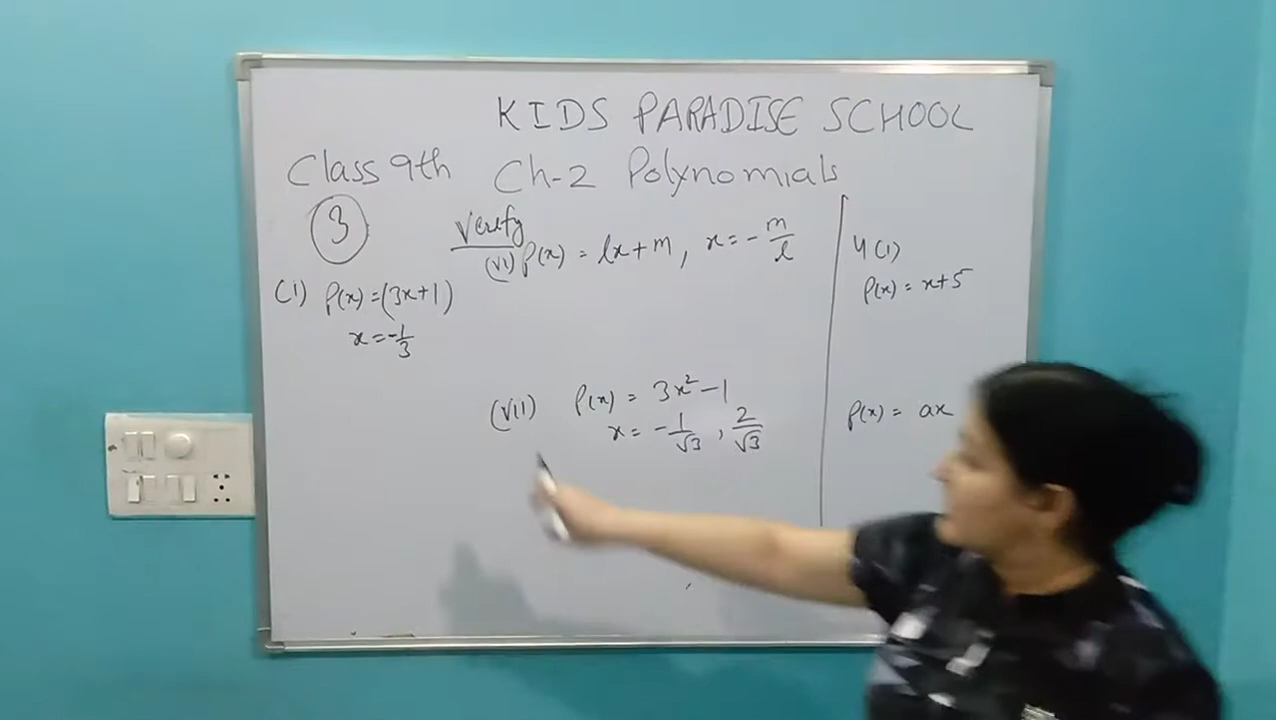 KIDS PARADISE SCHOOL
Class 9th Ch-2 Polynomials
3
Verify
(i) P(x) = (3x+1)
x = -1/3
(vi) P(x) = lx + m, x = -m/l
(vii) P(x) = 3x² - 1
x = -1/√3, 2/√3
4(1)
P(x) = x+5
P(x) = ax